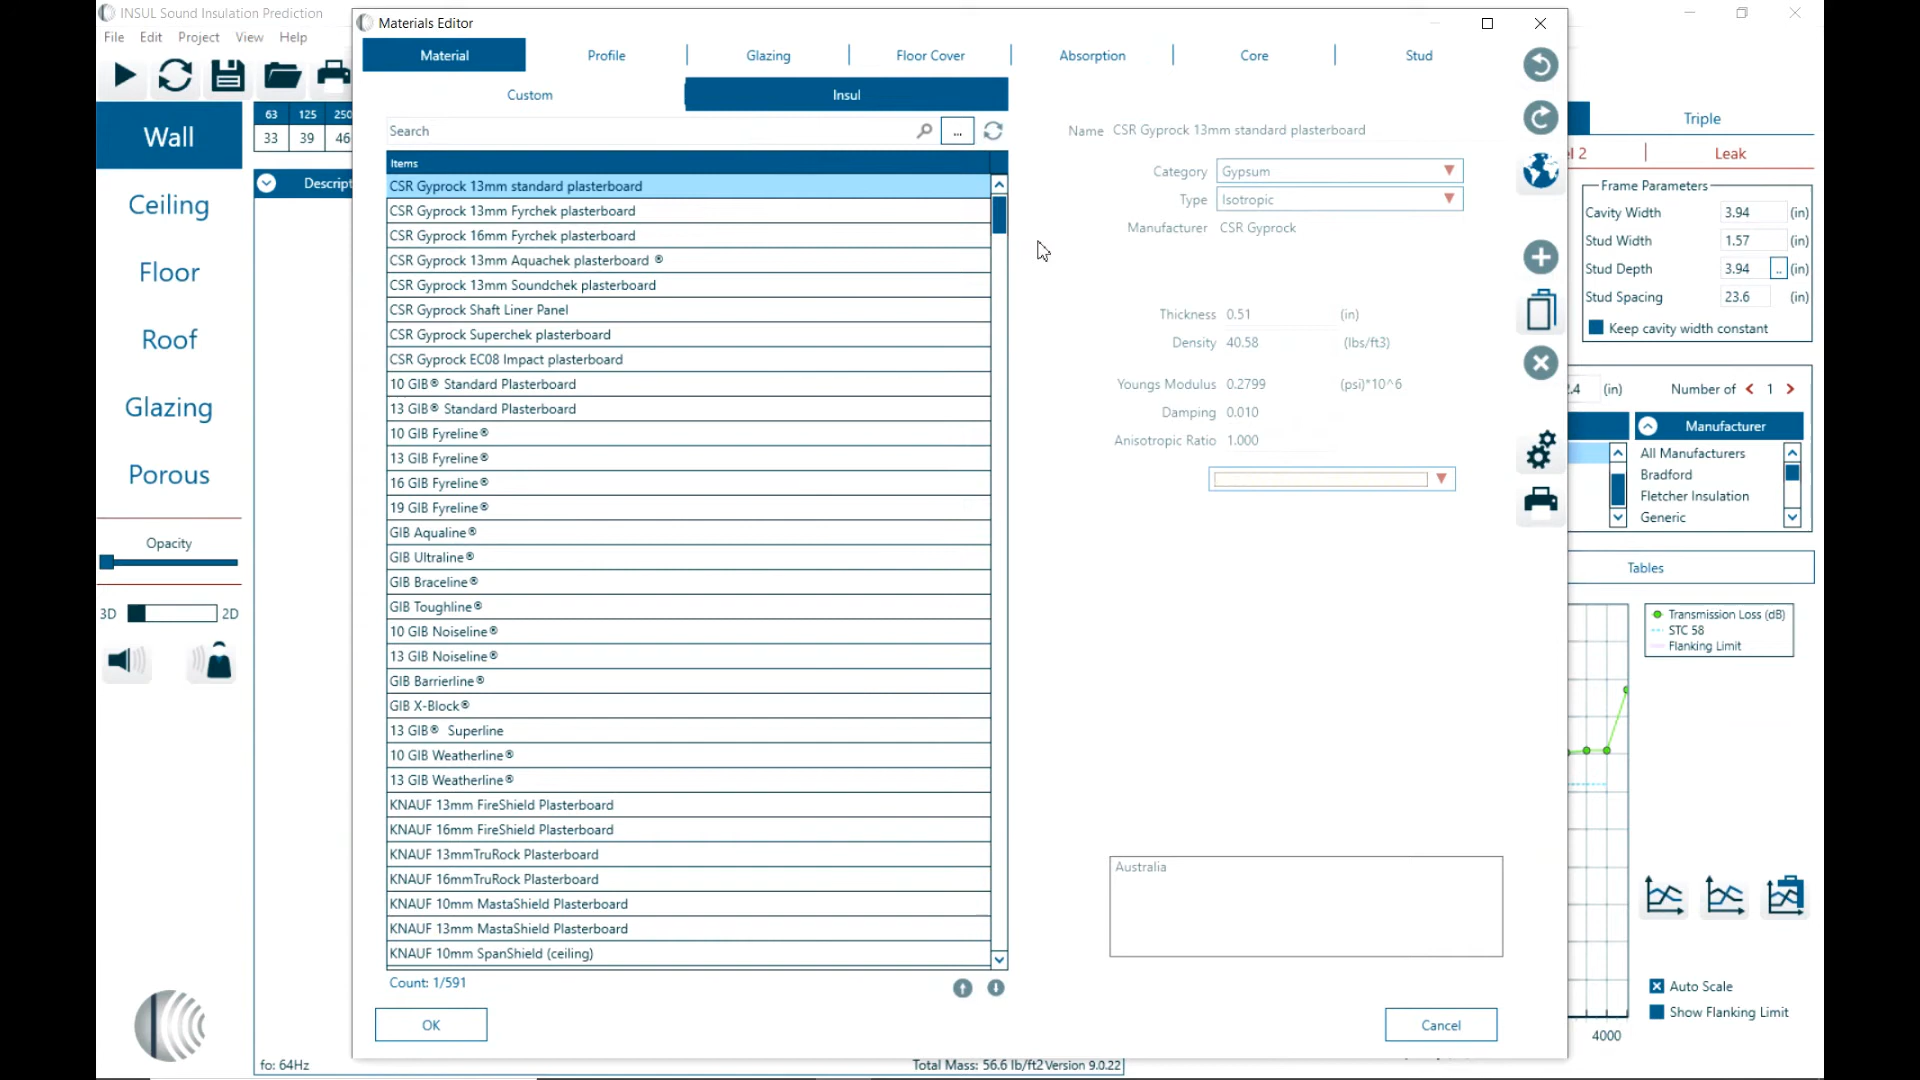 INSUL Sound Insulation Prediction
File Edit Project View Help
Wall
Ceiling
Floor
Roof
Glazing
Porous
Opacity
3D 2D
63 125 250
33 39 46
Descript
fo: 64Hz
Total Mass: 56.6 lb/ft2 Version 9.0.22
Materials Editor
Material Profile Glazing Floor Cover Absorption Core Stud
Custom Insul
Search ...
Items
CSR Gyprock 13mm standard plasterboard
CSR Gyprock 13mm Fyrchek plasterboard
CSR Gyprock 16mm Fyrchek plasterboard
CSR Gyprock 13mm Aquachek plasterboard ®
CSR Gyprock 13mm Soundchek plasterboard
CSR Gyprock Shaft Liner Panel
CSR Gyprock Superchek plasterboard
CSR Gyprock EC08 Impact plasterboard
10 GIB® Standard Plasterboard
13 GIB® Standard Plasterboard
10 GIB Fyreline®
13 GIB Fyreline®
16 GIB Fyreline®
19 GIB Fyreline®
GIB Aqualine®
GIB Ultraline®
GIB Braceline®
GIB Toughline®
10 GIB Noiseline®
13 GIB Noiseline®
GIB Barrierline®
GIB X-Block®
13 GIB® Superline
10 GIB Weatherline®
13 GIB Weatherline®
KNAUF 13mm FireShield Plasterboard
KNAUF 16mm FireShield Plasterboard
KNAUF 13mmTruRock Plasterboard
KNAUF 16mmTruRock Plasterboard
KNAUF 10mm MastaShield Plasterboard
KNAUF 13mm MastaShield Plasterboard
KNAUF 10mm SpanShield (ceiling)
Count: 1/591
OK
Name CSR Gyprock 13mm standard plasterboard
Category Gypsum
Type Isotropic
Manufacturer CSR Gyprock
Thickness 0.51 (in)
Density 40.58 (lbs/ft3)
Youngs Modulus 0.2799 (psi)*10^6
Damping 0.010
Anisotropic Ratio 1.000
Australia
Cancel
Triple
l 2 Leak
Frame Parameters
Cavity Width 3.94 (in)
Stud Width 1.57 (in)
Stud Depth 3.94 .. (in)
Stud Spacing 23.6 (in)
Keep cavity width constant
.4 (in) Number of < 1 >
Manufacturer
All Manufacturers
Bradford
Fletcher Insulation
Generic
Tables
Transmission Loss (dB)
STC 58
Flanking Limit
Auto Scale
Show Flanking Limit
4000